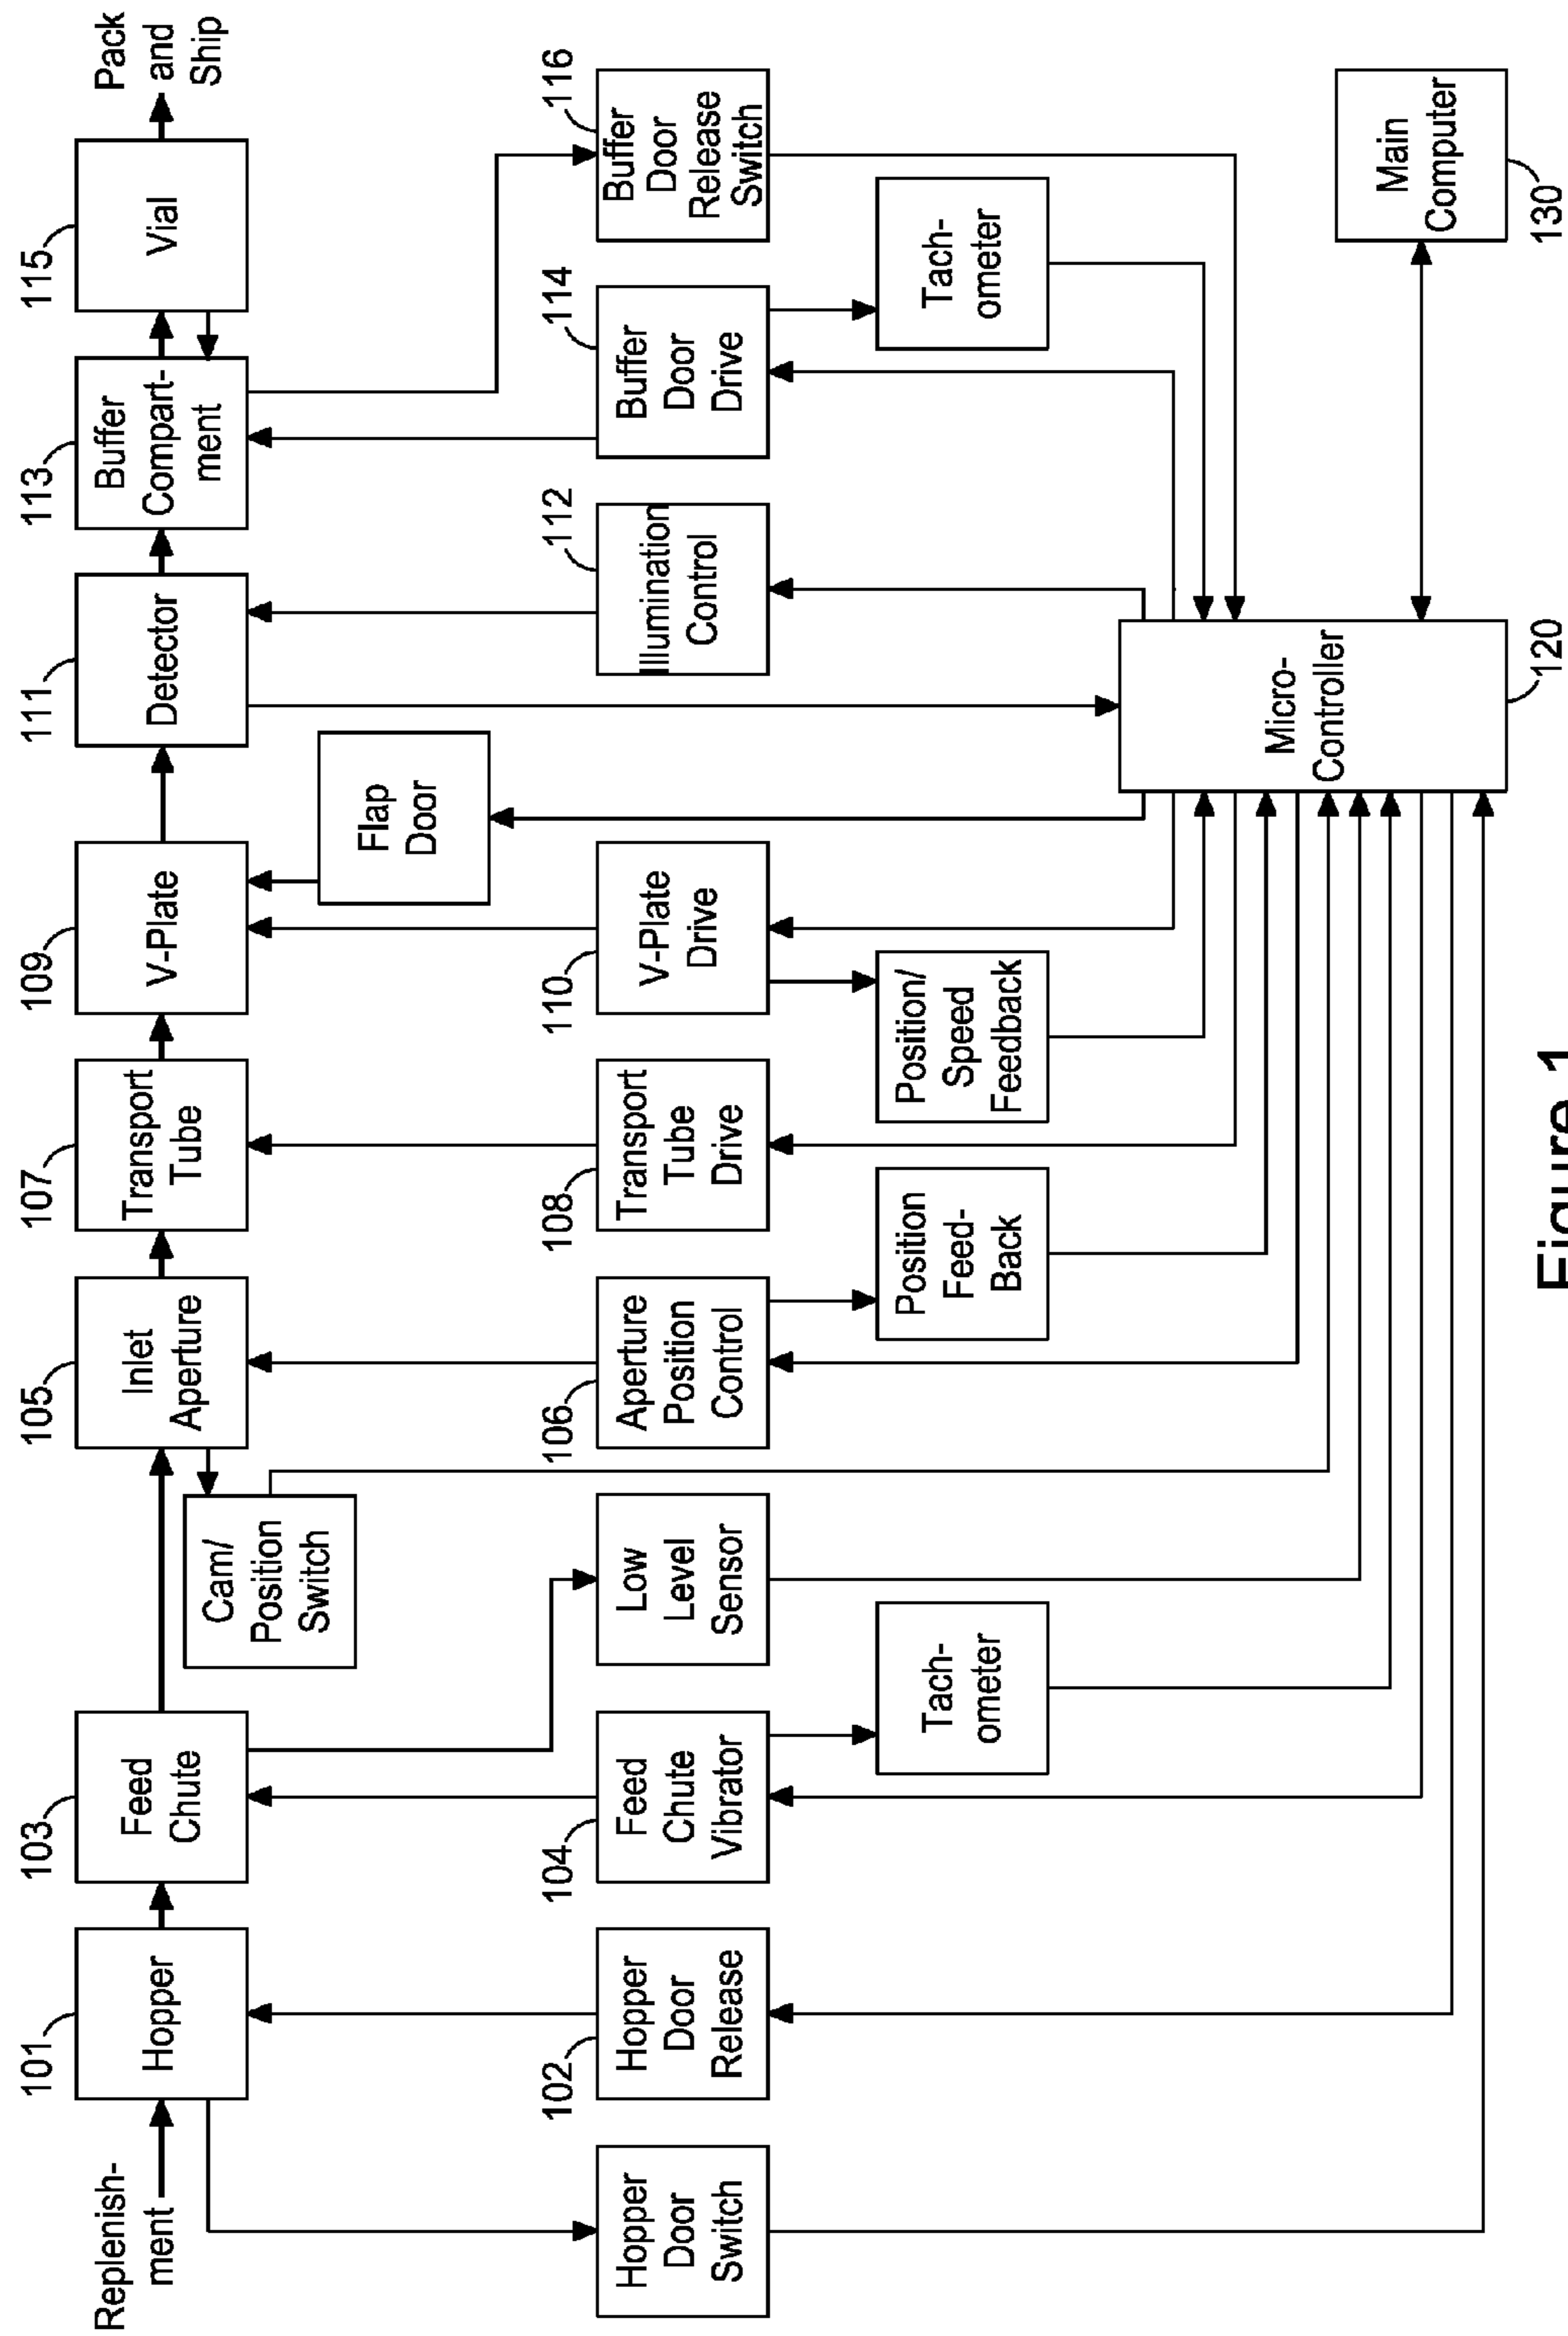 101
103
105
107
109
111
113
115
Replenish-
ment
Hopper
Feed
Chute
Inlet
Aperture
Transport
Tube
V-Plate
Detector
Buffer
Compart-
ment
Vial
Pack
and
Ship
Cam/
Position
Switch
Flap
Door
102
104
106
108
110
112
114
116
Hopper
Door
Switch
Hopper
Door
Release
Feed
Chute
Vibrator
Low
Level
Sensor
Aperture
Position
Control
Transport
Tube
Drive
V-Plate
Drive
Illumination
Control
Buffer
Door
Drive
Buffer
Door
Release
Switch
Tach-
ometer
Position
Feed-
Back
Position/
Speed
Feedback
Tach-
ometer
Micro-
Controller
Main
Computer
120
130
Figure 1